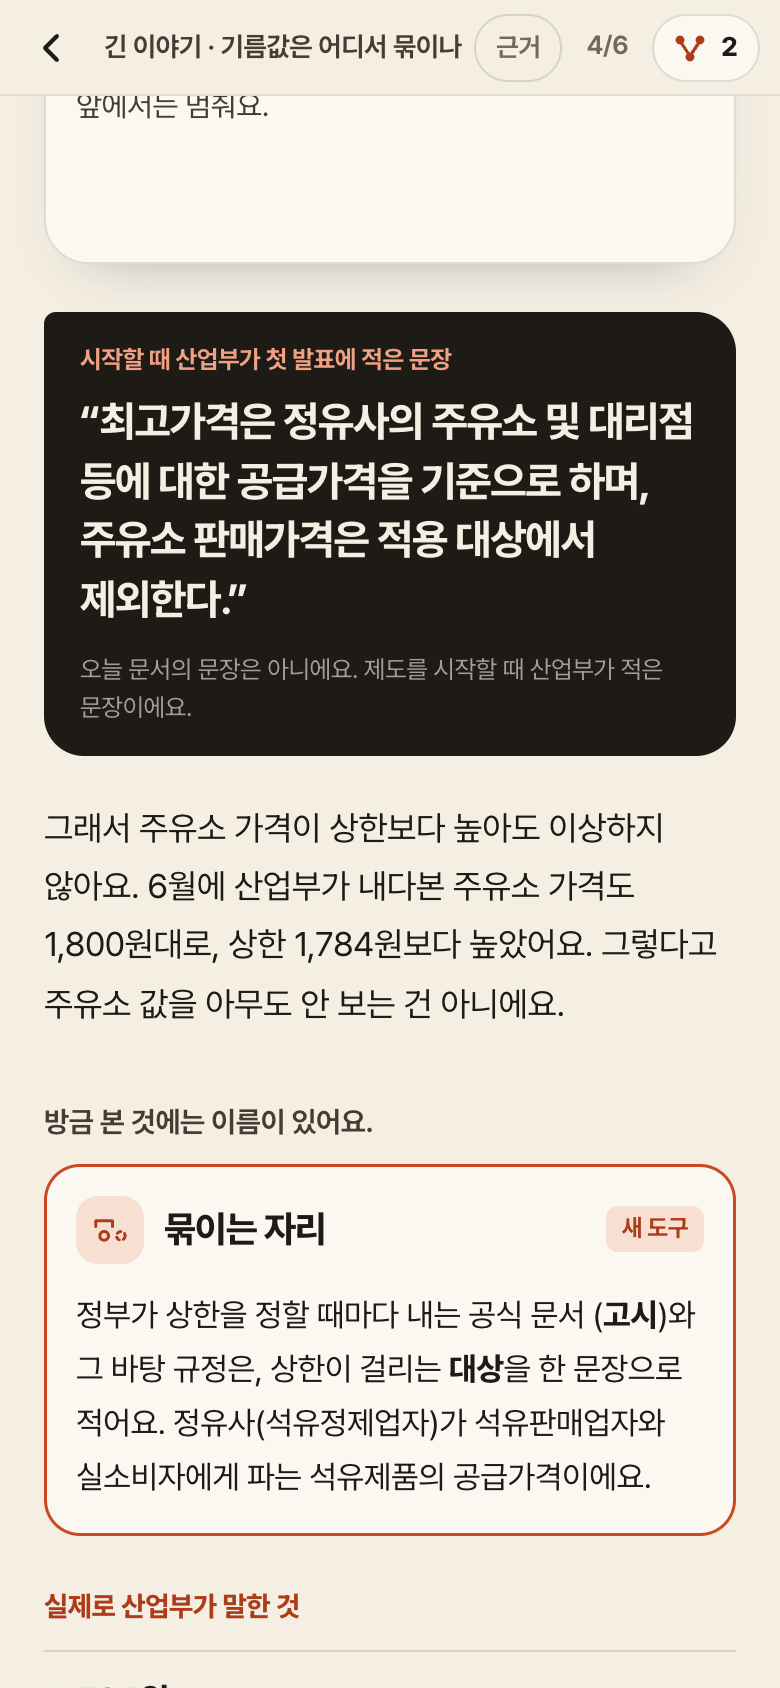 긴 이야기 · 기름값은 어디서 묶이나
근거
4/6
2
앞에서는 멈춰요.
시작할 때 산업부가 첫 발표에 적은 문장
“최고가격은 정유사의 주유소 및 대리점
등에 대한 공급가격을 기준으로 하며,
주유소 판매가격은 적용 대상에서
제외한다.”
오늘 문서의 문장은 아니에요. 제도를 시작할 때 산업부가 적은
문장이에요.
그래서 주유소 가격이 상한보다 높아도 이상하지
않아요. 6월에 산업부가 내다본 주유소 가격도
1,800원대로, 상한 1,784원보다 높았어요. 그렇다고
주유소 값을 아무도 안 보는 건 아니에요.
방금 본 것에는 이름이 있어요.
묶이는 자리
새 도구
정부가 상한을 정할 때마다 내는 공식 문서 (고시)와
그 바탕 규정은, 상한이 걸리는 대상을 한 문장으로
적어요. 정유사(석유정제업자)가 석유판매업자와
실소비자에게 파는 석유제품의 공급가격이에요.
실제로 산업부가 말한 것